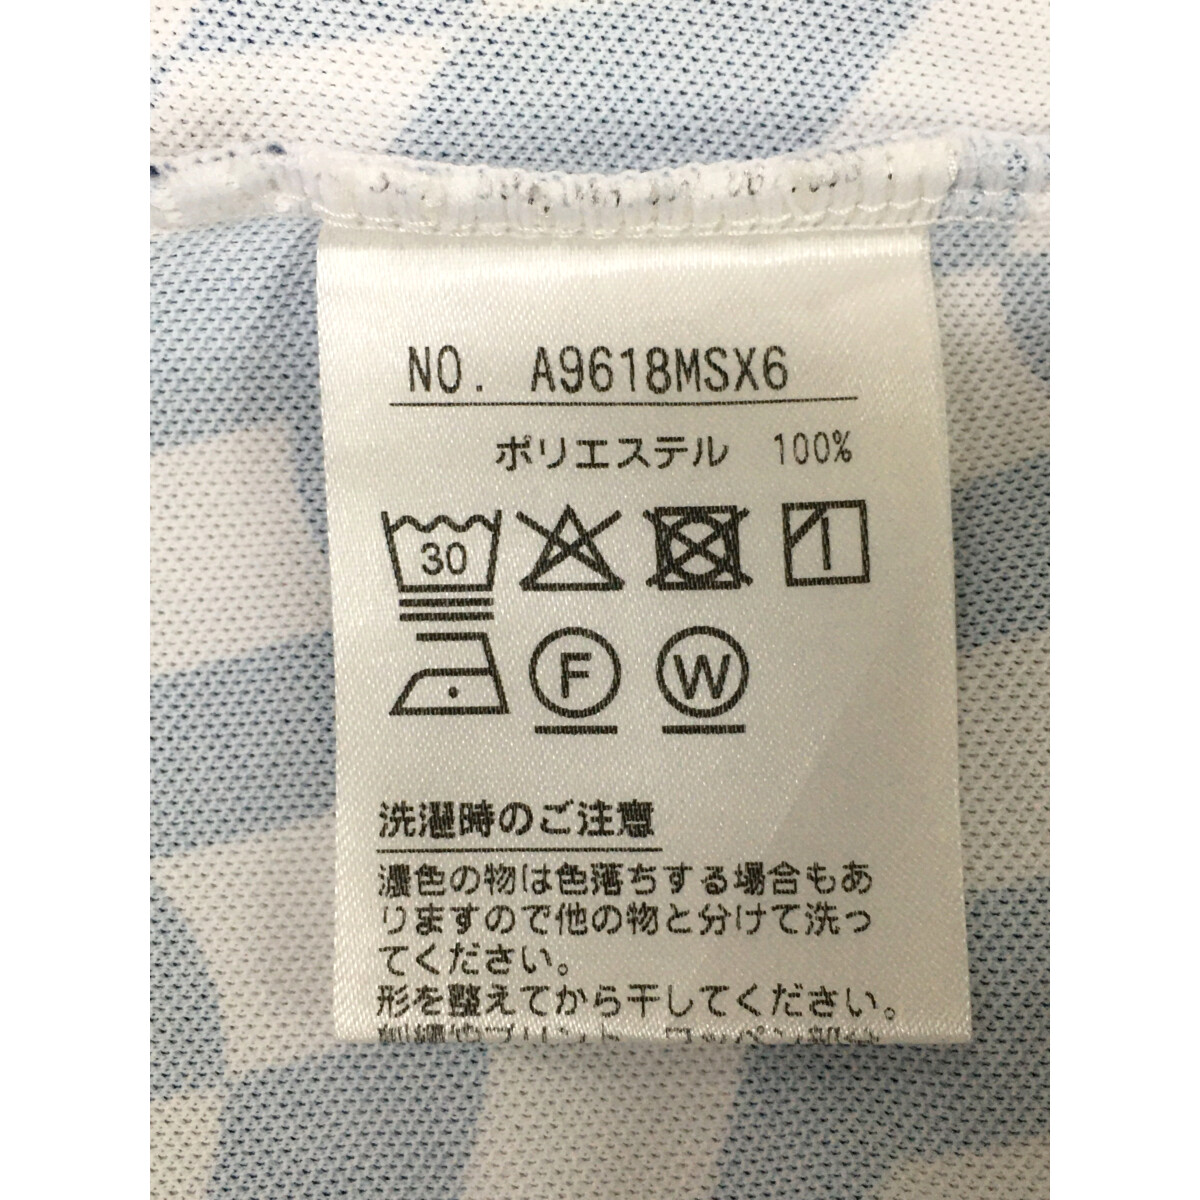 NO. A9618MSX6
ポリエステル 100%
30
F W
洗濯時のご注意
濃色の物は色落ちする場合もあ
りますので他の物と分けて洗っ
てください。
形を整えてから干してください。